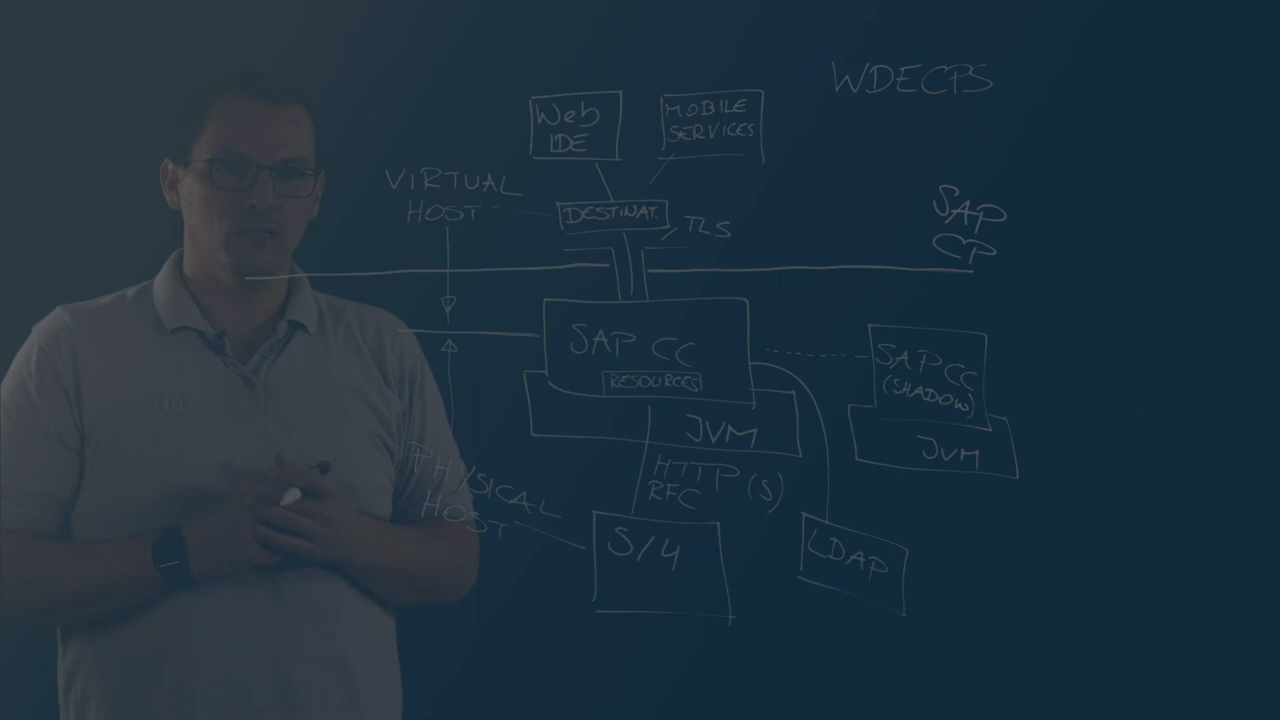 WDECPS
Web
IDE
MOBILE
SERVICES
VIRTUAL
HOST
DESTINAT.
TLS
SAP
CP
SAP CC
RESOURCES
JVM
SAP CC
(SHADOW)
JVM
PHYSICAL
HOST
HTTP (S)
RFC
S/4
LDAP